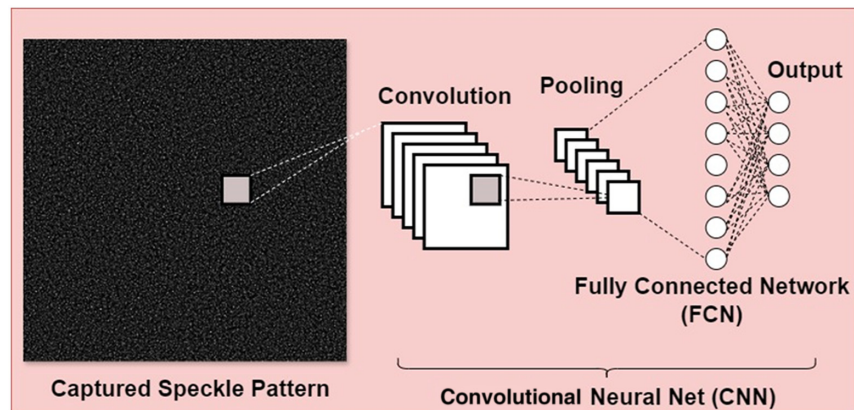 Convolution
Pooling
Output
Fully Connected Network
(FCN)
Captured Speckle Pattern
Convolutional Neural Net (CNN)